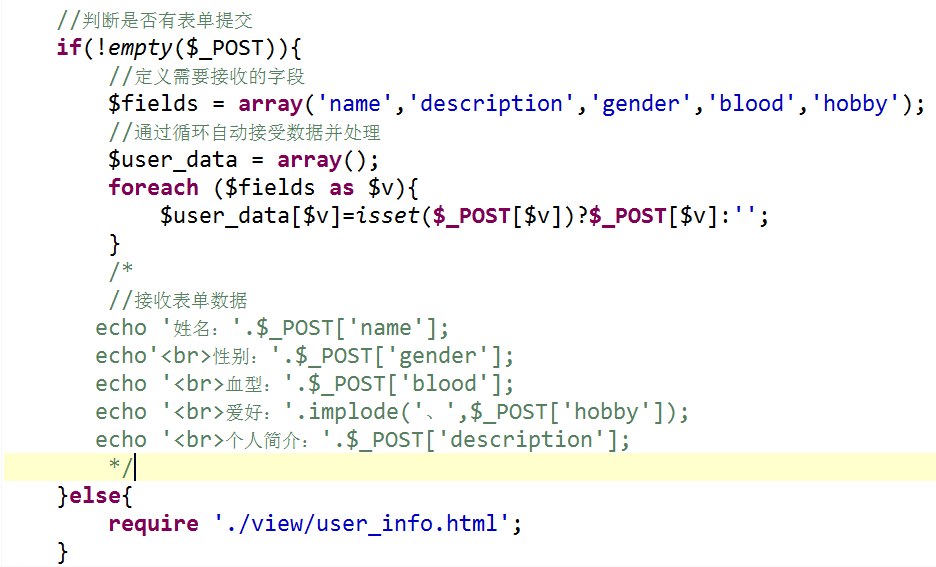 //判断是否有表单提交
if(!empty($_POST)){
//定义需要接收的字段
$fields = array('name','description','gender','blood','hobby');
//通过循环自动接受数据并处理
$user_data = array();
foreach ($fields as $v){
$user_data[$v]=isset($_POST[$v])?$_POST[$v]:'';
}
/*
//接收表单数据
echo '姓名：'.$_POST['name'];
echo'<br>性别：'.$_POST['gender'];
echo '<br>血型：'.$_POST['blood'];
echo '<br>爱好：'.implode('、',$_POST['hobby']);
echo '<br>个人简介：'.$_POST['description'];
*/
}else{
require './view/user_info.html';
}